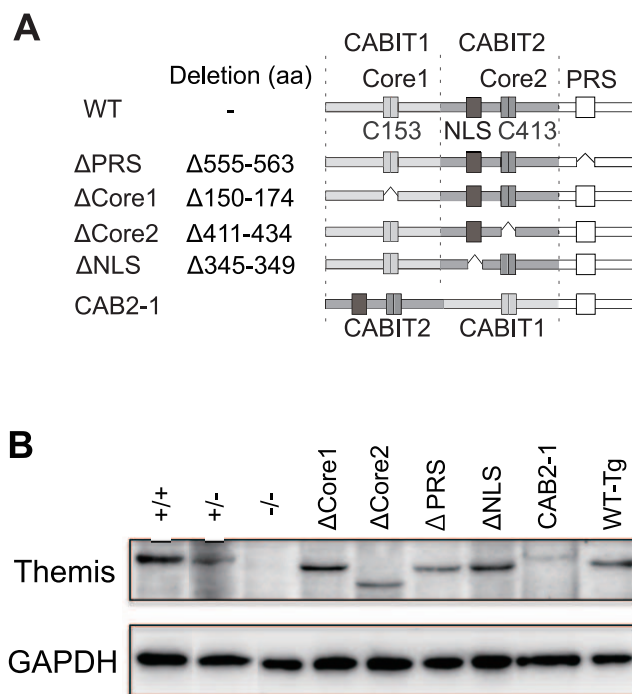 A
CABIT1 CABIT2
Deletion (aa) Core1 Core2 PRS
WT -
C153 NLS C413
ΔPRS Δ555-563
ΔCore1 Δ150-174
ΔCore2 Δ411-434
ΔNLS Δ345-349
CAB2-1
CABIT2 CABIT1
B
+/+ +/- -/- ΔCore1 ΔCore2 Δ PRS ΔNLS CAB2-1 WT-Tg
Themis
GAPDH